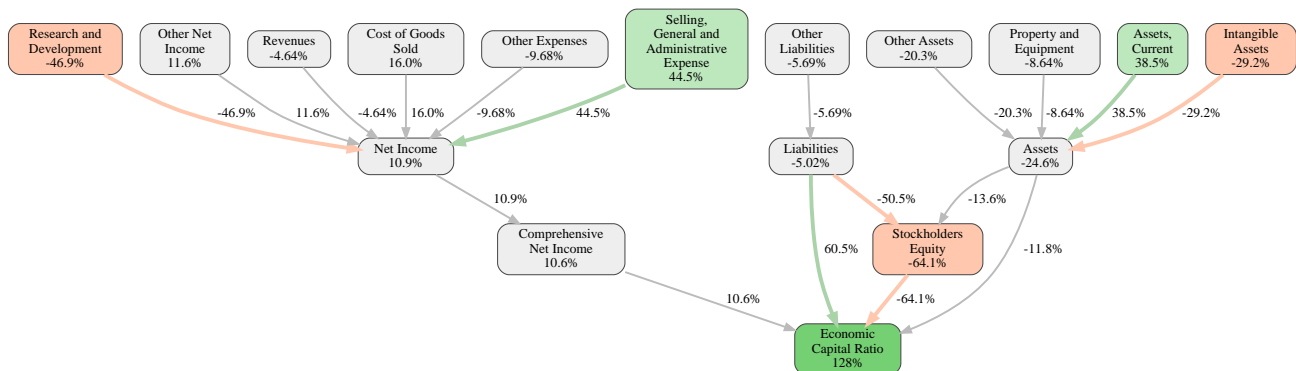 Research and
Development
-46.9%
Other Net
Income
11.6%
Revenues
-4.64%
Cost of Goods
Sold
16.0%
Other Expenses
-9.68%
Selling,
General and
Administrative
Expense
44.5%
Other
Liabilities
-5.69%
Other Assets
-20.3%
Property and
Equipment
-8.64%
Assets,
Current
38.5%
Intangible
Assets
-29.2%
-46.9%
11.6%
-4.64%
16.0%
-9.68%
44.5%
-5.69%
-20.3%
-8.64%
38.5%
-29.2%
Net Income
10.9%
Liabilities
-5.02%
Assets
-24.6%
10.9%
-50.5%
-13.6%
Comprehensive
Net Income
10.6%
60.5%
Stockholders
Equity
-64.1%
-11.8%
10.6%
-64.1%
Economic
Capital Ratio
128%